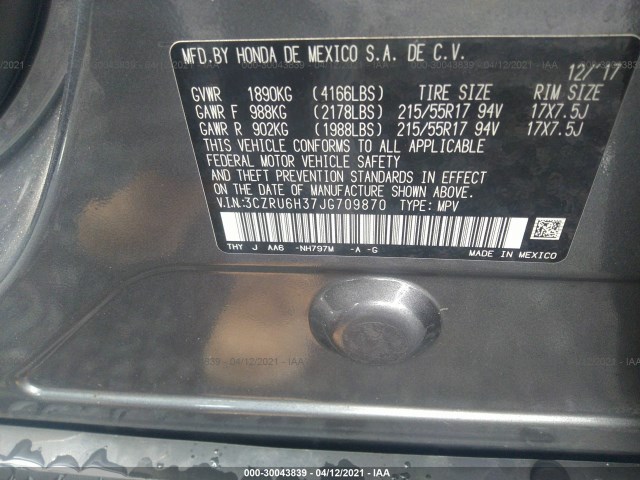 MFD.BY HONDA DE MEXICO S.A. DE C.V.
12/'17
GVWR 1890KG (4166LBS) TIRE SIZE RIM SIZE
GAWR F 988KG (2178LBS) 215/55R17 94V 17X7.5J
GAWR R 902KG (1988LBS) 215/55R17 94V 17X7.5J
THIS VEHICLE CONFORMS TO ALL APPLICABLE
FEDERAL MOTOR VEHICLE SAFETY
AND THEFT PREVENTION STANDARDS IN EFFECT
ON THE DATE OF MANUFACTURE SHOWN ABOVE.
V.I.N:3CZRU6H37JG709870 TYPE: MPV
THY J AA6 -NH797M -A -G
MADE IN MEXICO
000-30043839 - 04/12/2021 - IAA